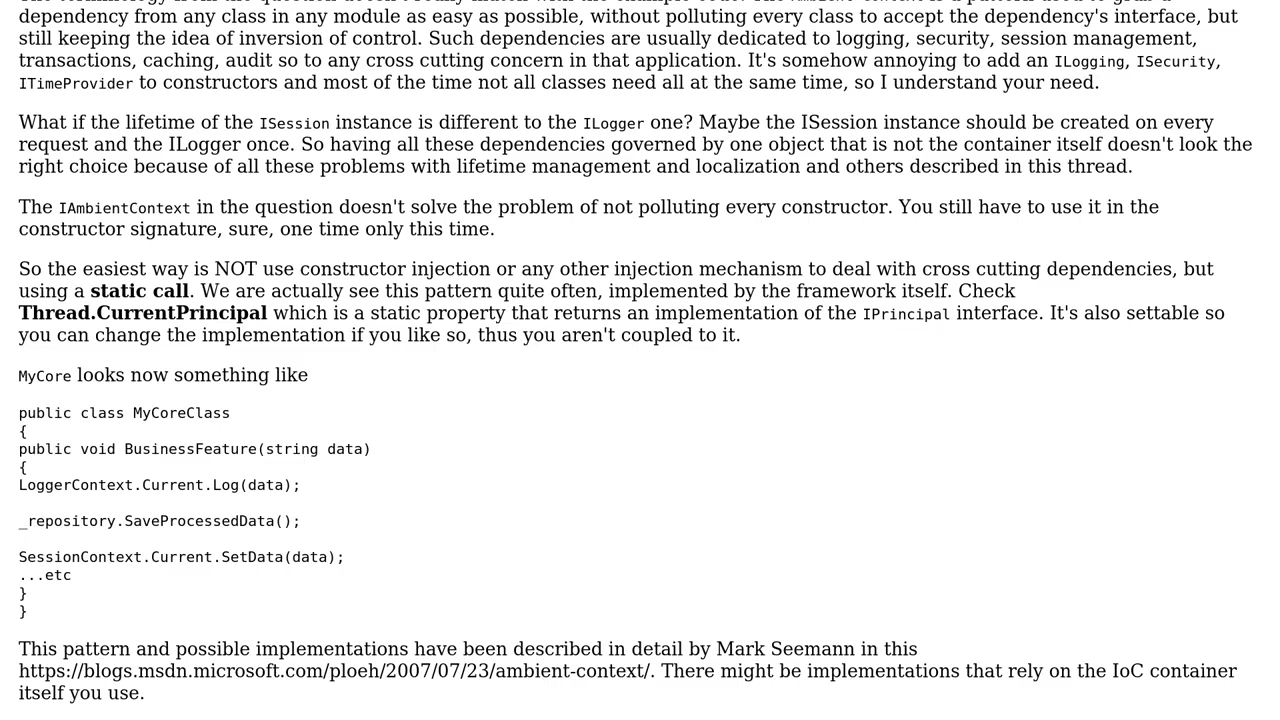 dependency from any class in any module as easy as possible, without polluting every class to accept the dependency's interface, but
still keeping the idea of inversion of control. Such dependencies are usually dedicated to logging, security, session management,
transactions, caching, audit so to any cross cutting concern in that application. It's somehow annoying to add an ILogging, ISecurity,
ITimeProvider to constructors and most of the time not all classes need all at the same time, so I understand your need.
What if the lifetime of the ISession instance is different to the ILogger one? Maybe the ISession instance should be created on every
request and the ILogger once. So having all these dependencies governed by one object that is not the container itself doesn't look the
right choice because of all these problems with lifetime management and localization and others described in this thread.
The IAmbientContext in the question doesn't solve the problem of not polluting every constructor. You still have to use it in the
constructor signature, sure, one time only this time.
So the easiest way is NOT use constructor injection or any other injection mechanism to deal with cross cutting dependencies, but
using a static call. We are actually see this pattern quite often, implemented by the framework itself. Check
Thread.CurrentPrincipal which is a static property that returns an implementation of the IPrincipal interface. It's also settable so
you can change the implementation if you like so, thus you aren't coupled to it.
MyCore looks now something like
public class MyCoreClass
{
public void BusinessFeature(string data)
{
LoggerContext.Current.Log(data);
_repository.SaveProcessedData();
SessionContext.Current.SetData(data);
...etc
}
}
This pattern and possible implementations have been described in detail by Mark Seemann in this
https://blogs.msdn.microsoft.com/ploeh/2007/07/23/ambient-context/. There might be implementations that rely on the IoC container
itself you use.